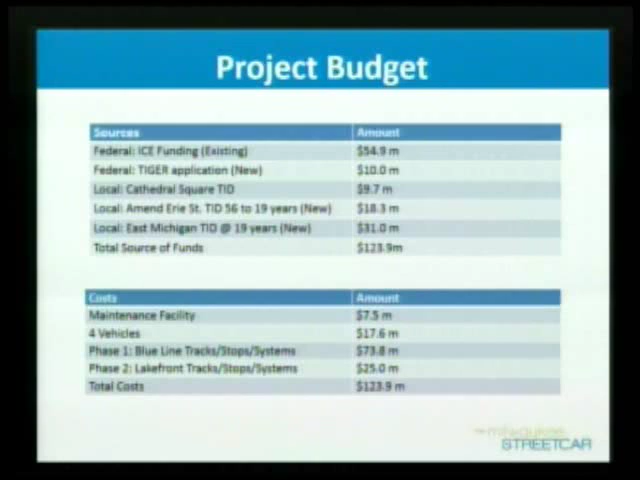 Project Budget
Sources Amount
Federal: ICE Funding (Existing) $54.9 m
Federal: TIGER application (New) $10.0 m
Local: Cathedral Square TID $9.7 m
Local: Amend Erie St. TID 56 to 19 years (New) $18.3 m
Local: East Michigan TID @ 19 years (New) $31.0 m
Total Source of Funds $123.9m
Costs Amount
Maintenance Facility $7.5 m
4 Vehicles $17.6 m
Phase 1: Blue Line Tracks/Stops/Systems $73.8 m
Phase 2: Lakefront Tracks/Stops/Systems $25.0 m
Total Costs $123.9 m
the milwaukee
STREETCAR